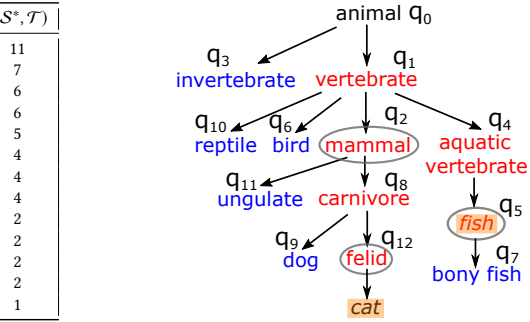 S*, T)
11
7
6
6
5
4
4
4
2
2
2
2
1
animal q0
q3
q1
invertebrate
vertebrate
q10
q6
q2
q4
reptile
bird
mammal
aquatic
vertebrate
q11
q8
q5
ungulate
carnivore
fish
q9
q12
q7
dog
felid
bony fish
cat